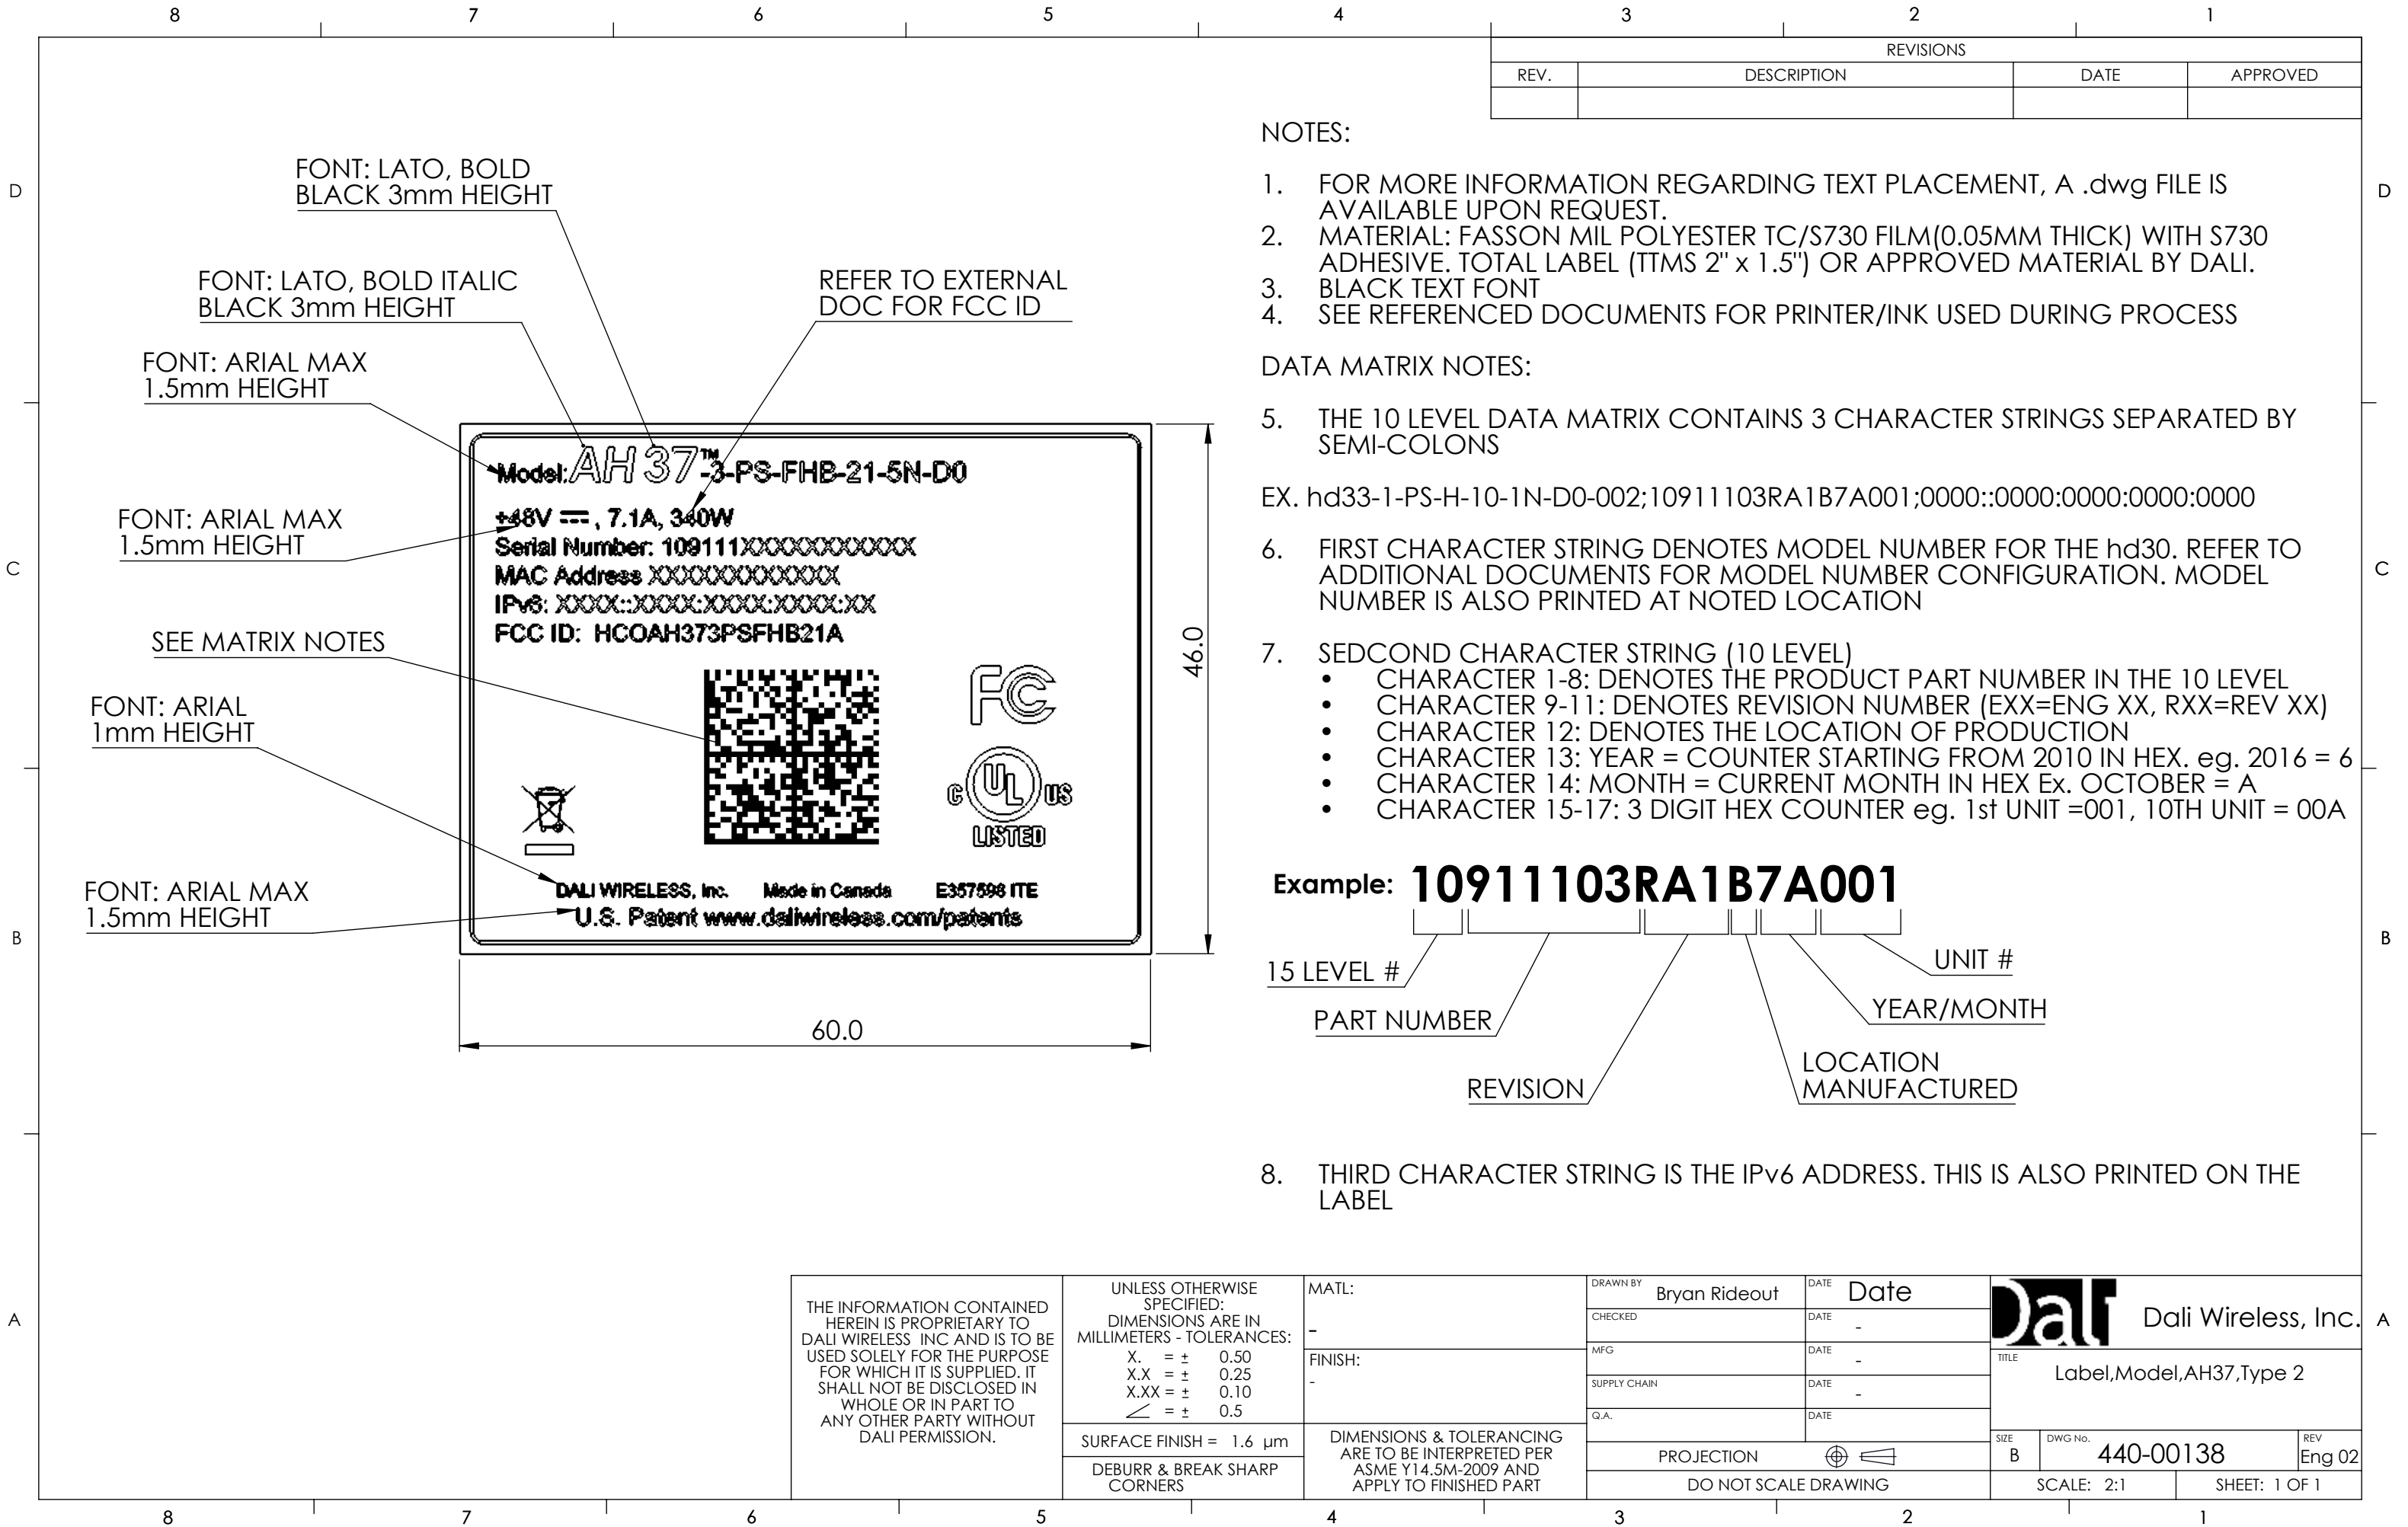 8 7 6 5 4 3 2 1
REVISIONS
REV. DESCRIPTION DATE APPROVED
D
D
C
C
B
B
A
A
FONT: LATO, BOLD
BLACK 3mm HEIGHT
FONT: LATO, BOLD ITALIC
BLACK 3mm HEIGHT
REFER TO EXTERNAL
DOC FOR FCC ID
FONT: ARIAL MAX
1.5mm HEIGHT
FONT: ARIAL MAX
1.5mm HEIGHT
SEE MATRIX NOTES
FONT: ARIAL
1mm HEIGHT
FONT: ARIAL MAX
1.5mm HEIGHT
Model: AH 37™-3-PS-FHB-21-5N-D0
+48V ⎓, 7.1A, 340W
Serial Number: 109111XXXXXXXXXXX
MAC Address XXXXXXXXXXXX
IPv6: XXXX::XXXX:XXXX:XXXX:XX
FCC ID: HCOAH373PSFHB21A
FC
C UL US
LISTED
DALI WIRELESS, Inc. Made in Canada E357598 ITE
U.S. Patent www.daliwireless.com/patents
46.0
60.0
NOTES:
1. FOR MORE INFORMATION REGARDING TEXT PLACEMENT, A .dwg FILE IS
AVAILABLE UPON REQUEST.
2. MATERIAL: FASSON MIL POLYESTER TC/S730 FILM(0.05MM THICK) WITH S730
ADHESIVE. TOTAL LABEL (TTMS 2" x 1.5") OR APPROVED MATERIAL BY DALI.
3. BLACK TEXT FONT
4. SEE REFERENCED DOCUMENTS FOR PRINTER/INK USED DURING PROCESS
DATA MATRIX NOTES:
5. THE 10 LEVEL DATA MATRIX CONTAINS 3 CHARACTER STRINGS SEPARATED BY
SEMI-COLONS
EX. hd33-1-PS-H-10-1N-D0-002;10911103RA1B7A001;0000::0000:0000:0000:0000
6. FIRST CHARACTER STRING DENOTES MODEL NUMBER FOR THE hd30. REFER TO
ADDITIONAL DOCUMENTS FOR MODEL NUMBER CONFIGURATION. MODEL
NUMBER IS ALSO PRINTED AT NOTED LOCATION
7. SEDCOND CHARACTER STRING (10 LEVEL)
• CHARACTER 1-8: DENOTES THE PRODUCT PART NUMBER IN THE 10 LEVEL
• CHARACTER 9-11: DENOTES REVISION NUMBER (EXX=ENG XX, RXX=REV XX)
• CHARACTER 12: DENOTES THE LOCATION OF PRODUCTION
• CHARACTER 13: YEAR = COUNTER STARTING FROM 2010 IN HEX. eg. 2016 = 6
• CHARACTER 14: MONTH = CURRENT MONTH IN HEX Ex. OCTOBER = A
• CHARACTER 15-17: 3 DIGIT HEX COUNTER eg. 1st UNIT =001, 10TH UNIT = 00A
Example: 10911103RA1B7A001
15 LEVEL #
UNIT #
PART NUMBER
YEAR/MONTH
REVISION
LOCATION
MANUFACTURED
8. THIRD CHARACTER STRING IS THE IPv6 ADDRESS. THIS IS ALSO PRINTED ON THE
LABEL
THE INFORMATION CONTAINED
HEREIN IS PROPRIETARY TO
DALI WIRELESS INC AND IS TO BE
USED SOLELY FOR THE PURPOSE
FOR WHICH IT IS SUPPLIED. IT
SHALL NOT BE DISCLOSED IN
WHOLE OR IN PART TO
ANY OTHER PARTY WITHOUT
DALI PERMISSION.
UNLESS OTHERWISE
SPECIFIED:
DIMENSIONS ARE IN
MILLIMETERS - TOLERANCES:
X. = ± 0.50
X.X = ± 0.25
X.XX = ± 0.10
∠ = ± 0.5
SURFACE FINISH = 1.6 µm
DEBURR & BREAK SHARP
CORNERS
MATL:
-
FINISH:
-
DIMENSIONS & TOLERANCING
ARE TO BE INTERPRETED PER
ASME Y14.5M-2009 AND
APPLY TO FINISHED PART
DRAWN BY Bryan Rideout DATE Date
CHECKED DATE -
MFG DATE -
SUPPLY CHAIN DATE -
Q.A. DATE
PROJECTION
DO NOT SCALE DRAWING
Dali Dali Wireless, Inc.
TITLE
Label,Model,AH37,Type 2
SIZE B DWG No. 440-00138 REV Eng 02
SCALE: 2:1 SHEET: 1 OF 1
8 7 6 5 4 3 2 1